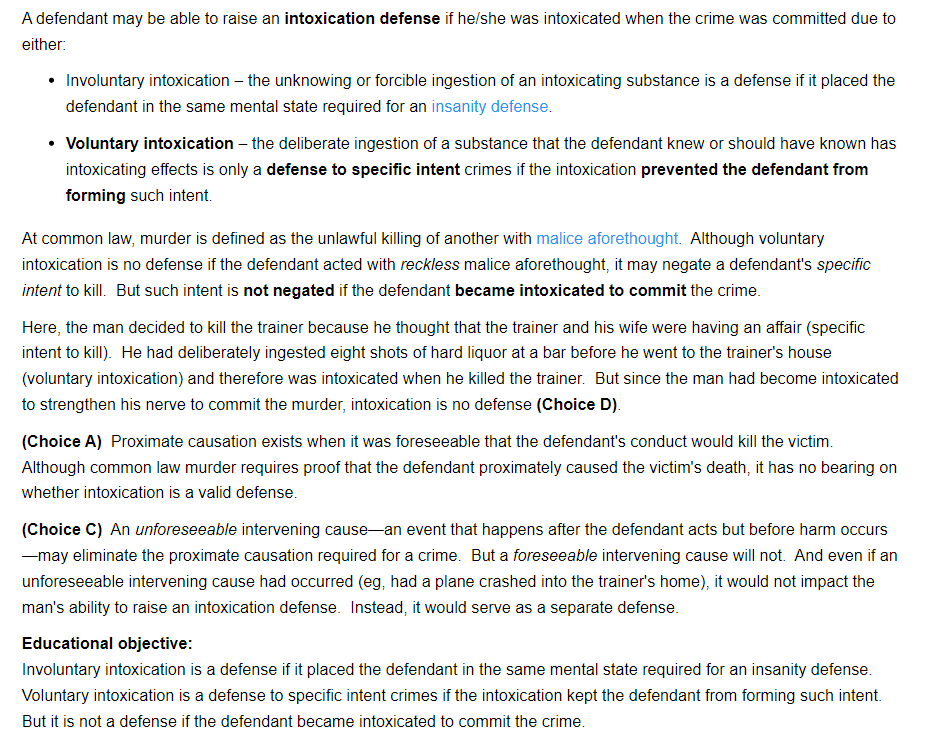 A defendant may be able to raise an intoxication defense if he/she was intoxicated when the crime was committed due to
either:
• Involuntary intoxication – the unknowing or forcible ingestion of an intoxicating substance is a defense if it placed the
defendant in the same mental state required for an insanity defense.
• Voluntary intoxication – the deliberate ingestion of a substance that the defendant knew or should have known has
intoxicating effects is only a defense to specific intent crimes if the intoxication prevented the defendant from
forming such intent.
At common law, murder is defined as the unlawful killing of another with malice aforethought.  Although voluntary
intoxication is no defense if the defendant acted with reckless malice aforethought, it may negate a defendant's specific
intent to kill.  But such intent is not negated if the defendant became intoxicated to commit the crime.
Here, the man decided to kill the trainer because he thought that the trainer and his wife were having an affair (specific
intent to kill).  He had deliberately ingested eight shots of hard liquor at a bar before he went to the trainer's house
(voluntary intoxication) and therefore was intoxicated when he killed the trainer.  But since the man had become intoxicated
to strengthen his nerve to commit the murder, intoxication is no defense (Choice D).
(Choice A)  Proximate causation exists when it was foreseeable that the defendant's conduct would kill the victim.
Although common law murder requires proof that the defendant proximately caused the victim's death, it has no bearing on
whether intoxication is a valid defense.
(Choice C)  An unforeseeable intervening cause—an event that happens after the defendant acts but before harm occurs
—may eliminate the proximate causation required for a crime.  But a foreseeable intervening cause will not.  And even if an
unforeseeable intervening cause had occurred (eg, had a plane crashed into the trainer's home), it would not impact the
man's ability to raise an intoxication defense.  Instead, it would serve as a separate defense.
Educational objective:
Involuntary intoxication is a defense if it placed the defendant in the same mental state required for an insanity defense.
Voluntary intoxication is a defense to specific intent crimes if the intoxication kept the defendant from forming such intent.
But it is not a defense if the defendant became intoxicated to commit the crime.